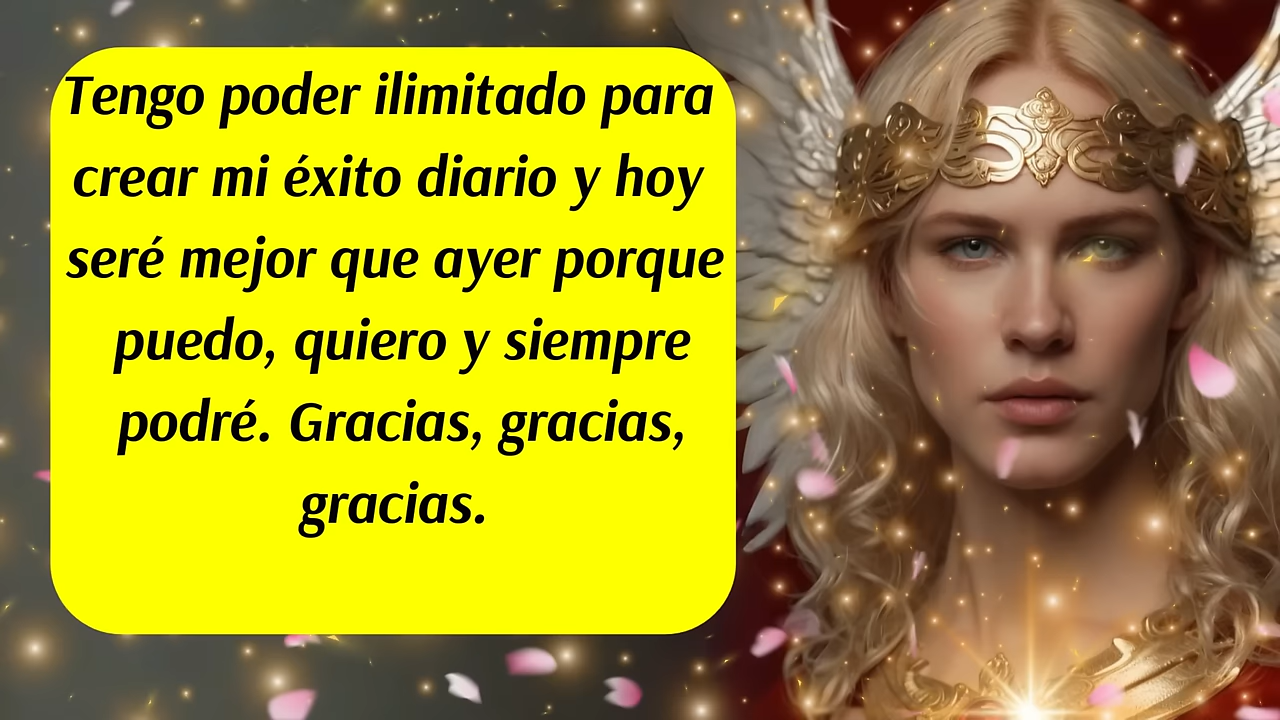 Tengo poder ilimitado para
crear mi éxito diario y hoy
seré mejor que ayer porque
puedo, quiero y siempre
podré. Gracias, gracias,
gracias.